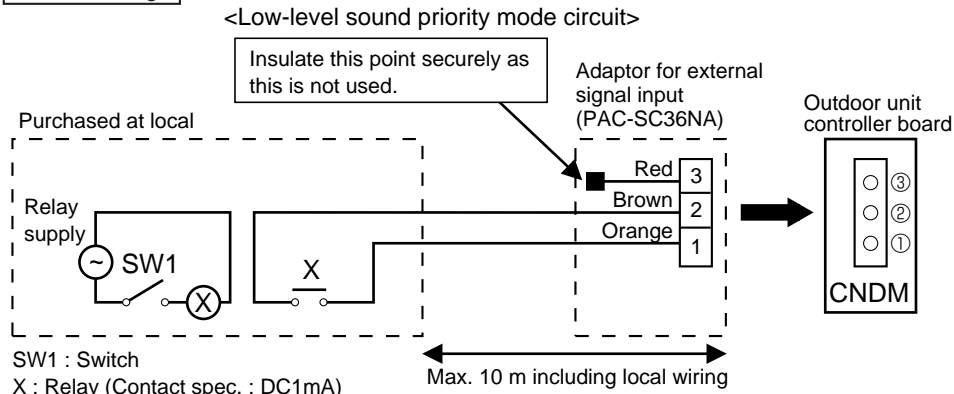 <Low-level sound priority mode circuit>
Insulate this point securely as
this is not used.
Adaptor for external
signal input
(PAC-SC36NA)
Outdoor unit
controller board
Purchased at local
Relay
supply
~
SW1
X
X
Red
Brown
Orange
3
2
1
③
②
①
CNDM
SW1 : Switch
X : Relay (Contact spec. : DC1mA)
Max. 10 m including local wiring